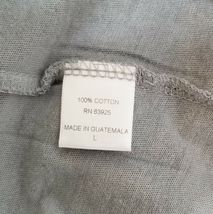 100% COTTON
RN 83925
MADE IN GUATEMALA
L